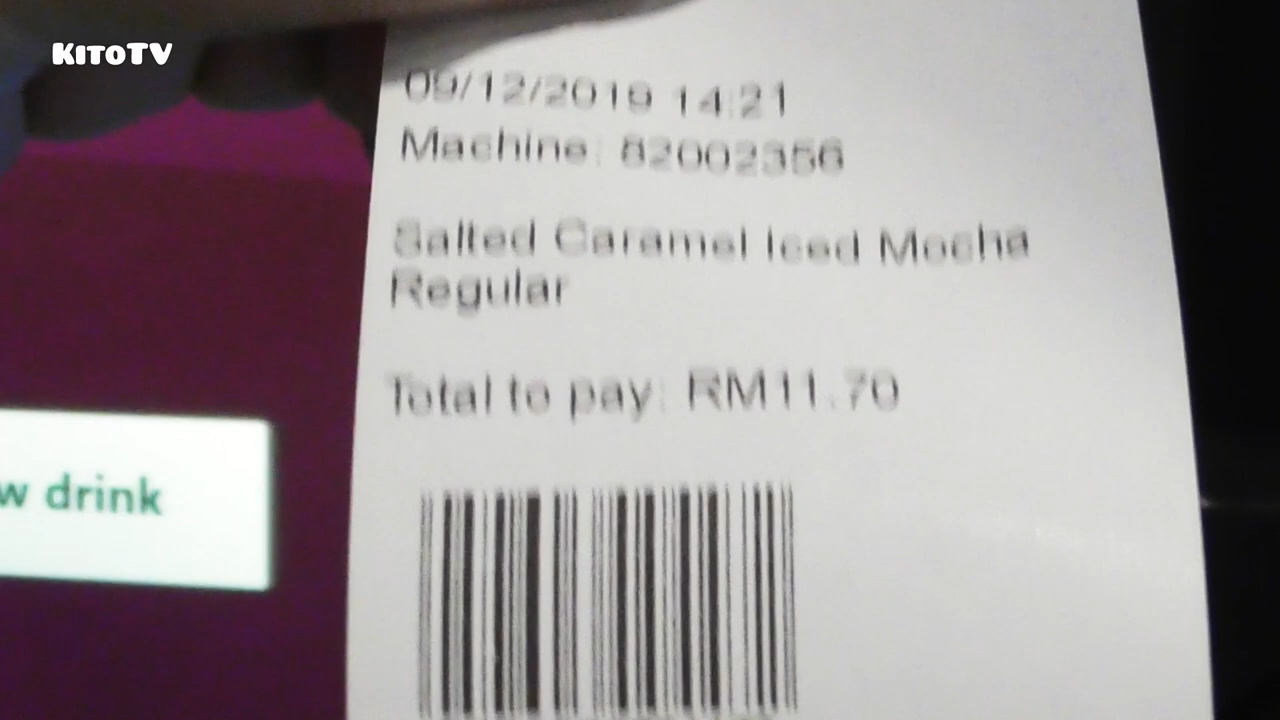 KitoTV
09/12/2019 14:21
Machine: 82002356
Salted Caramel Iced Mocha
Regular
Total to pay: RM11.70
w drink